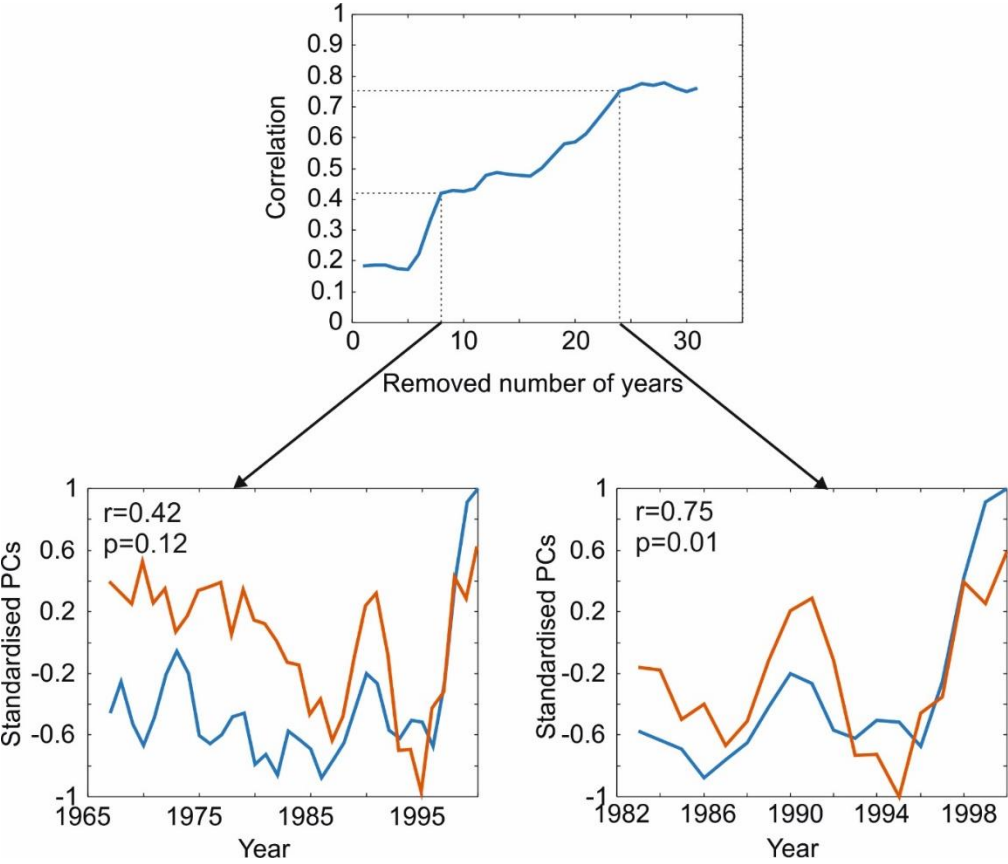 1
0.9
0.8
0.7
0.6
0.5
0.4
0.3
0.2
0.1
0
Correlation
0 10 20 30
Removed number of years
r=0.42
p=0.12
1
0.6
0.2
-0.2
-0.6
-1
Standardised PCs
1965 1975 1985 1995
Year
r=0.75
p=0.01
1
0.6
0.2
-0.2
-0.6
-1
Standardised PCs
1982 1986 1990 1994 1998
Year